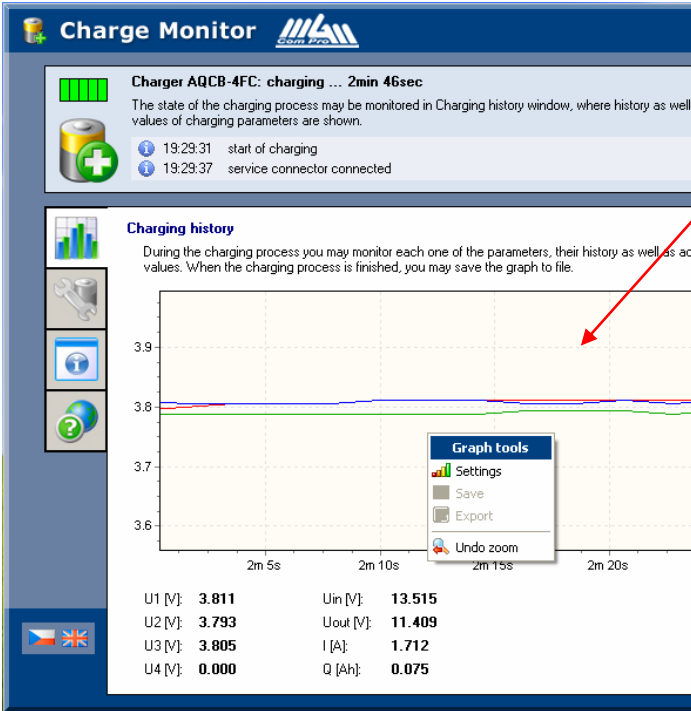 Charge Monitor
Com Pro
Charger AQCB-4FC: charging ... 2min 46sec
The state of the charging process may be monitored in Charging history window, where history as well
values of charging parameters are shown.
19:29:31 start of charging
19:29:37 service connector connected
Charging history
During the charging process you may monitor each one of the parameters, their history as well as ac
values. When the charging process is finished, you may save the graph to file.
3.9
3.8
3.7
3.6
Graph tools
Settings
Save
Export
Undo zoom
2m 5s 2m 10s 2m 15s 2m 20s
U1 [V]: 3.811 Uin [V]: 13.515
U2 [V]: 3.793 Uout [V]: 11.409
U3 [V]: 3.805 I [A]: 1.712
U4 [V]: 0.000 Q [Ah]: 0.075